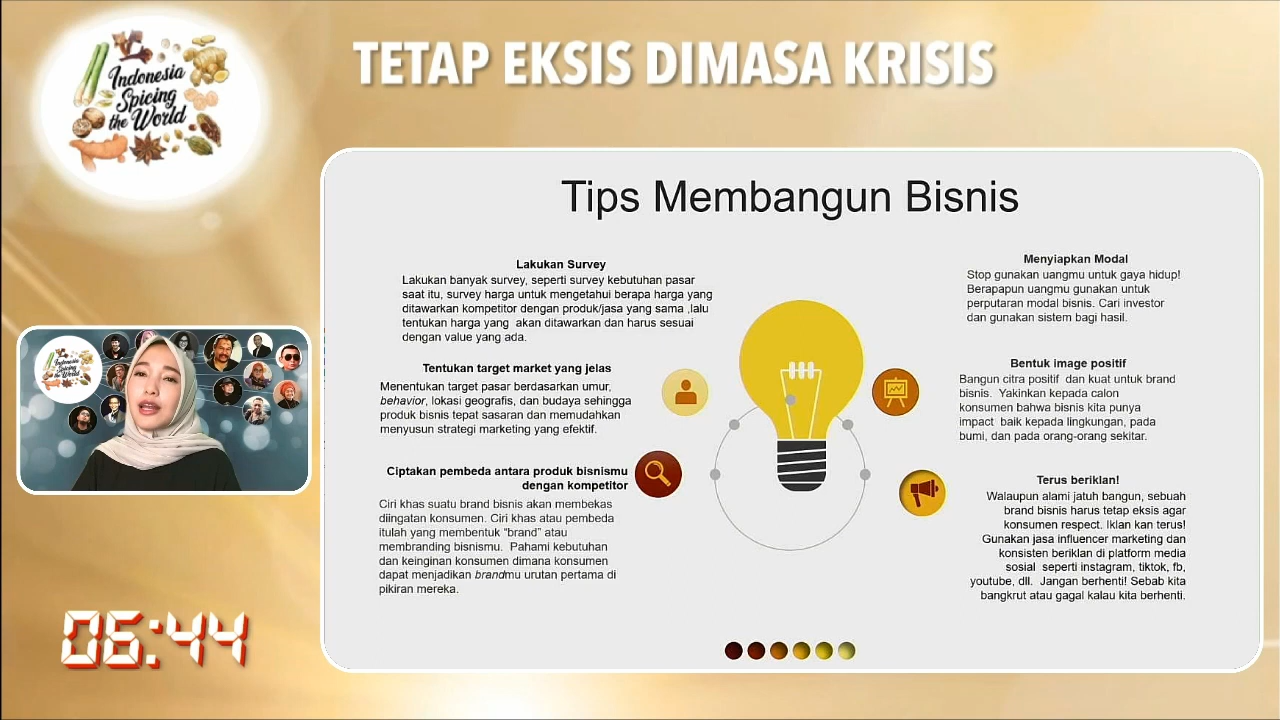 Indonesia
Spicing
the World
TETAP EKSIS DIMASA KRISIS
Tips Membangun Bisnis
Lakukan Survey
Lakukan banyak survey, seperti survey kebutuhan pasar
saat itu, survey harga untuk mengetahui berapa harga yang
ditawarkan kompetitor dengan produk/jasa yang sama ,lalu
tentukan harga yang  akan ditawarkan dan harus sesuai
dengan value yang ada.
Tentukan target market yang jelas
Menentukan target pasar berdasarkan umur,
behavior, lokasi geografis, dan budaya sehingga
produk bisnis tepat sasaran dan memudahkan
menyusun strategi marketing yang efektif.
Ciptakan pembeda antara produk bisnismu
dengan kompetitor
Ciri khas suatu brand bisnis akan membekas
diingatan konsumen. Ciri khas atau pembeda
itulah yang membentuk “brand” atau
membranding bisnismu.  Pahami kebutuhan
dan keinginan konsumen dimana konsumen
dapat menjadikan brandmu urutan pertama di
pikiran mereka.
Menyiapkan Modal
Stop gunakan uangmu untuk gaya hidup!
Berapapun uangmu gunakan untuk
perputaran modal bisnis. Cari investor
dan gunakan sistem bagi hasil.
Bentuk image positif
Bangun citra positif  dan kuat untuk brand
bisnis.  Yakinkan kepada calon
konsumen bahwa bisnis kita punya
impact  baik kepada lingkungan, pada
bumi, dan pada orang-orang sekitar.
Terus beriklan!
Walaupun alami jatuh bangun, sebuah
brand bisnis harus tetap eksis agar
konsumen respect. Iklan kan terus!
Gunakan jasa influencer marketing dan
konsisten beriklan di platform media
sosial  seperti instagram, tiktok, fb,
youtube, dll.  Jangan berhenti! Sebab kita
bangkrut atau gagal kalau kita berhenti.
Indonesia
Spicing
the World
06:44